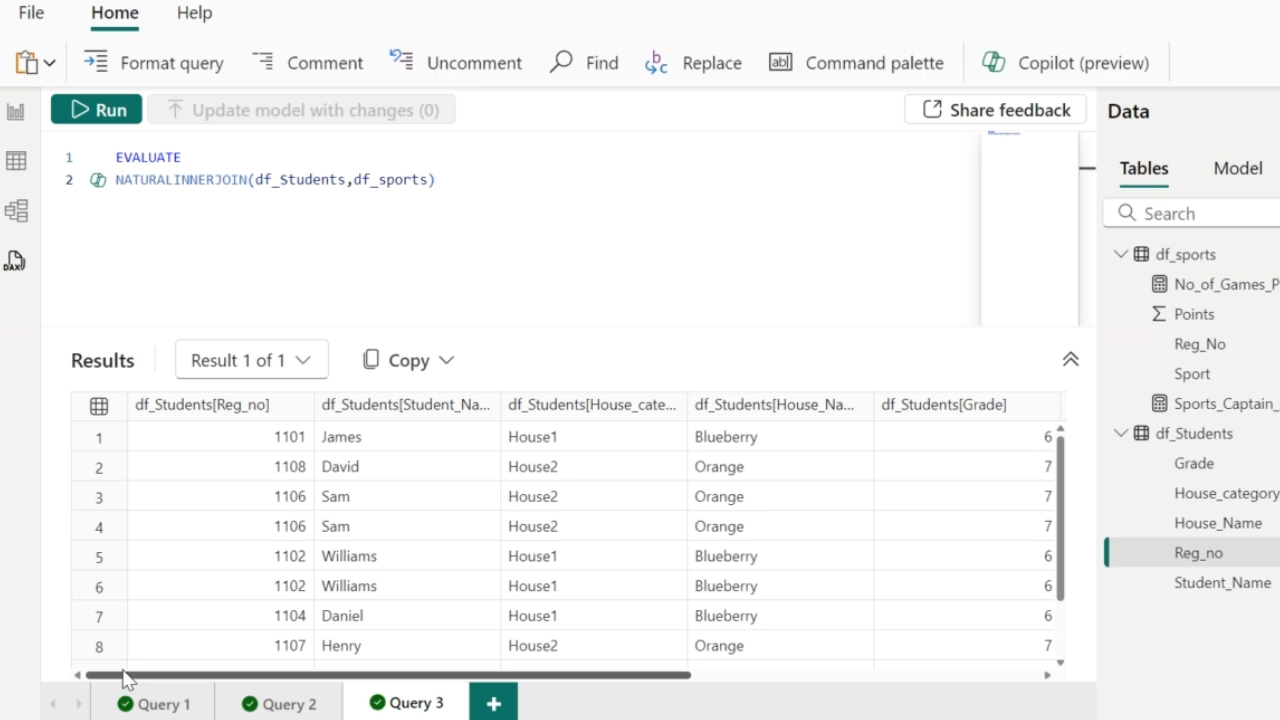 File Home Help
Format query Comment Uncomment Find Replace Command palette Copilot (preview)
Run Update model with changes (0) Share feedback Data
1 EVALUATE
2 NATURALINNERJOIN(df_Students,df_sports)
Tables Model
Search
df_sports
No_of_Games_P
Points
Reg_No
Sport
Sports_Captain_
df_Students
Grade
House_category
House_Name
Reg_no
Student_Name
Results Result 1 of 1 Copy
df_Students[Reg_no] df_Students[Student_Na... df_Students[House_cate... df_Students[House_Na... df_Students[Grade]
1 1101 James House1 Blueberry 6
2 1108 David House2 Orange 7
3 1106 Sam House2 Orange 7
4 1106 Sam House2 Orange 7
5 1102 Williams House1 Blueberry 6
6 1102 Williams House1 Blueberry 6
7 1104 Daniel House1 Blueberry 6
8 1107 Henry House2 Orange 7
Query 1 Query 2 Query 3 +
DAX